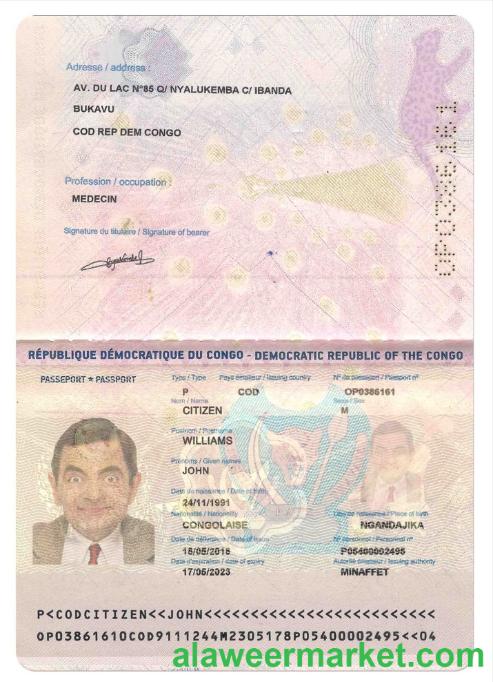 Adresse / address :
AV. DU LAC N°85 Q/ NYALUKEMBA C/ IBANDA
BUKAVU
COD REP DEM CONGO
OP0386161
Profession / occupation :
MEDECIN
Signature du titulaire / Signature of bearer
RÉPUBLIQUE DÉMOCRATIQUE DU CONGO - DEMOCRATIC REPUBLIC OF THE CONGO
PASSEPORT ★ PASSPORT
Type / Type Pays émetteur / Issuing country N° de passeport / Passport n°
P COD OP0386161
Nom / Name Sexe / Sex
CITIZEN M
Postnom / Postname
WILLIAMS
Prénoms / Given names
JOHN
Date de naissance / Date of birth
24/11/1991
Nationalité / Nationality Lieu de naissance / Place of birth
CONGOLAISE NGANDAJIKA
Date de délivrance / Date of issue N° personnel / Personnel n°
P05400002495
Date d'expiration / date of expiry Autorité émetteur / Issuing authority
17/05/2023 MINAFFET
P<CODCITIZEN<<JOHN<<<<<<<<<<<<<<<<<<<<<<<<<<
OP03861610COD9111244M2305178P05400002495<<04
alaweermarket.com